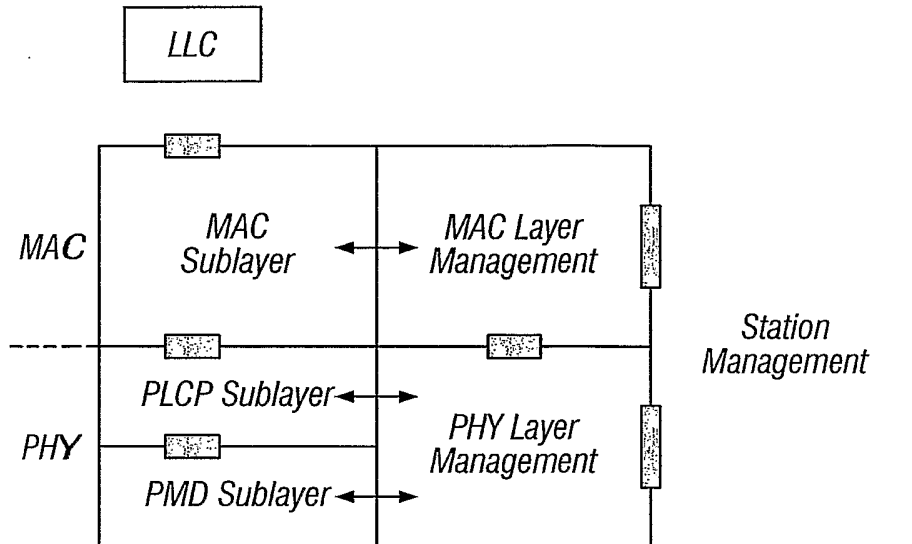 LLC
MAC
MAC
Sublayer
MAC Layer
Management
Station
Management
PLCP Sublayer
PHY
PHY Layer
Management
PMD Sublayer